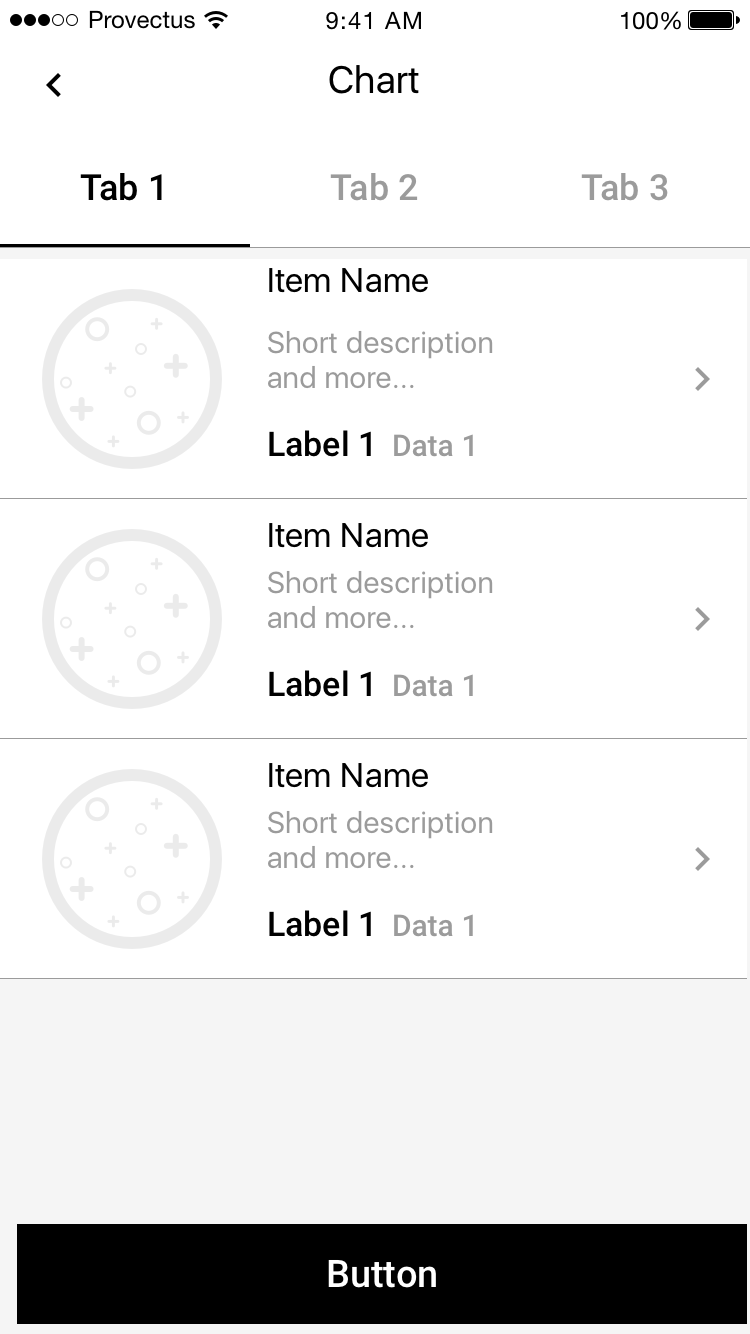 Provectus 9:41 AM 100%
Chart
Tab 1 Tab 2 Tab 3
Item Name
Short description
and more...
Label 1 Data 1
Item Name
Short description
and more...
Label 1 Data 1
Item Name
Short description
and more...
Label 1 Data 1
Button